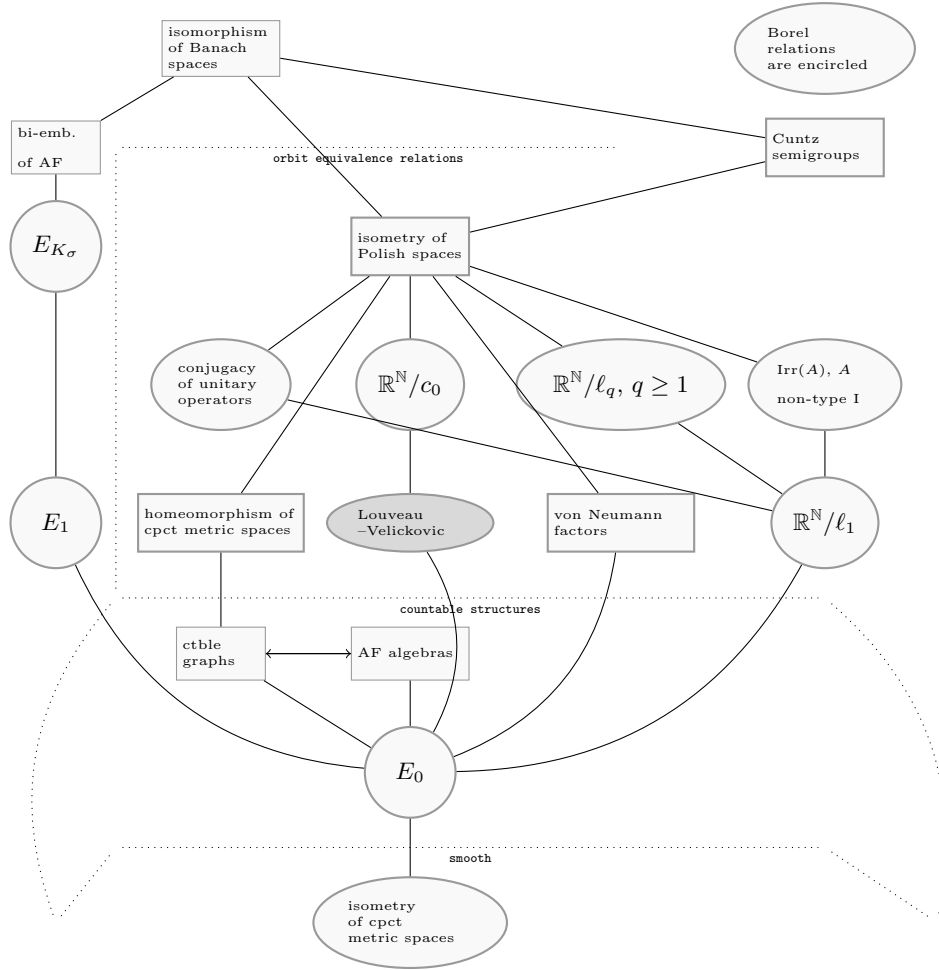 isomorphism
of Banach
spaces
Borel
relations
are encircled
bi-emb.
of AF
Cuntz
semigroups
orbit equivalence relations
E_{K_σ}
isometry of
Polish spaces
conjugacy
of unitary
operators
ℝ^ℕ/c_0
ℝ^ℕ/ℓ_q, q ≥ 1
Irr(A), A
non-type I
E_1
homeomorphism of
cpct metric spaces
Louveau
–Velickovic
von Neumann
factors
ℝ^ℕ/ℓ_1
countable structures
ctble
graphs
AF algebras
E_0
smooth
isometry
of cpct
metric spaces